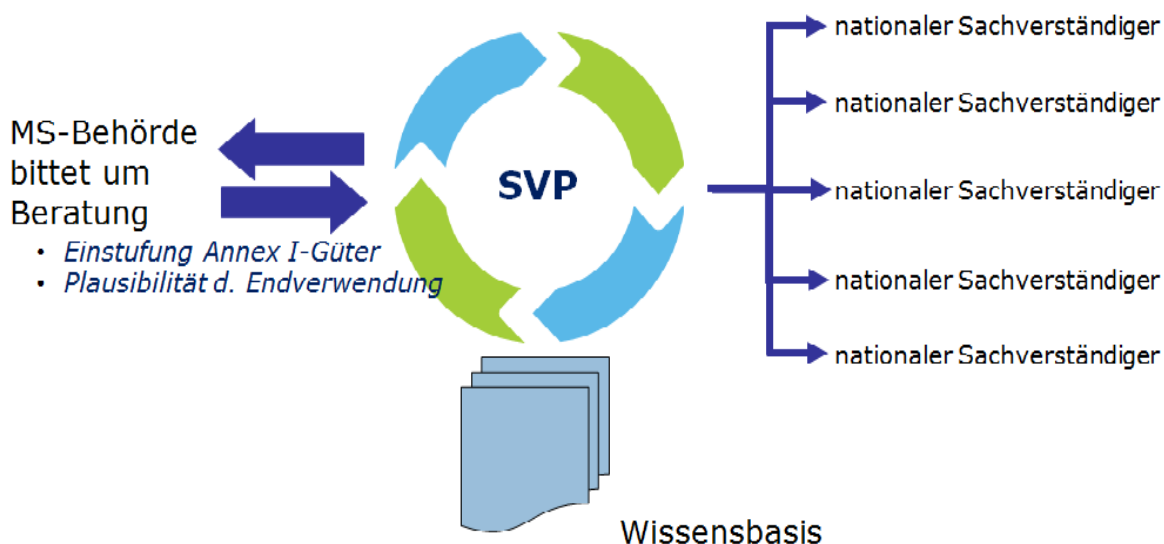 MS-Behörde
bittet um
Beratung
• Einstufung Annex I-Güter
• Plausibilität d. Endverwendung
SVP
Wissensbasis
nationaler Sachverständiger
nationaler Sachverständiger
nationaler Sachverständiger
nationaler Sachverständiger
nationaler Sachverständiger